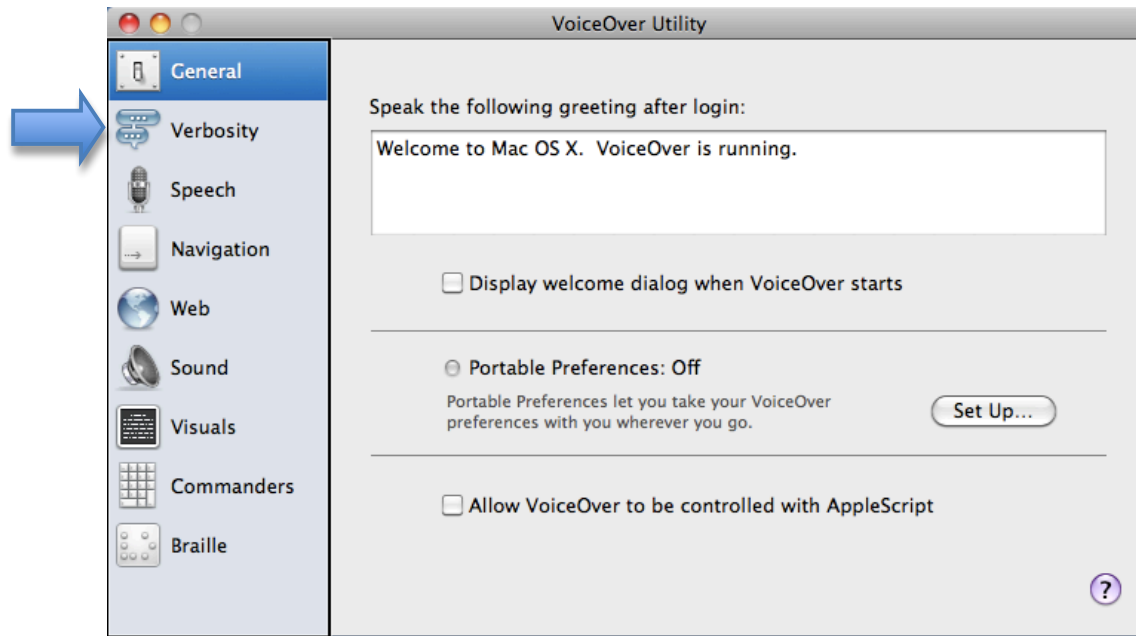 VoiceOver Utility
General
Verbosity
Speech
Navigation
Web
Sound
Visuals
Commanders
Braille
Speak the following greeting after login:
Welcome to Mac OS X.  VoiceOver is running.
Display welcome dialog when VoiceOver starts
Portable Preferences: Off
Portable Preferences let you take your VoiceOver
preferences with you wherever you go.
Set Up...
Allow VoiceOver to be controlled with AppleScript
?